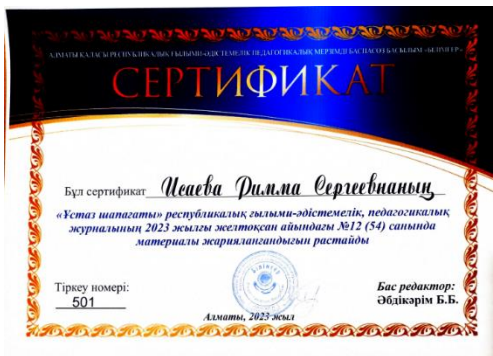 АЛМАТЫ ҚАЛАСЫ РЕСПУБЛИКАЛЫҚ ҒЫЛЫМИ-ӘДІСТЕМЕЛІК ПЕДАГОГИКАЛЫҚ МЕРЗІМДІ БАСПАСӨЗ БАСЫЛЫМ «БІЛІМГЕР»
СЕРТИФИКАТ
Бұл сертификат Исаева Римма Сергеевнаның
«Ұстаз шапағаты» республикалық ғылыми-әдістемелік, педагогикалық
журналының 2023 жылғы желтоқсан айындағы №12 (54) санында
материалы жарияланғандығын растайды
Тіркеу номері:
501
Бас редактор:
Әбдікәрім Б.Б.
Алматы, 2023 жыл